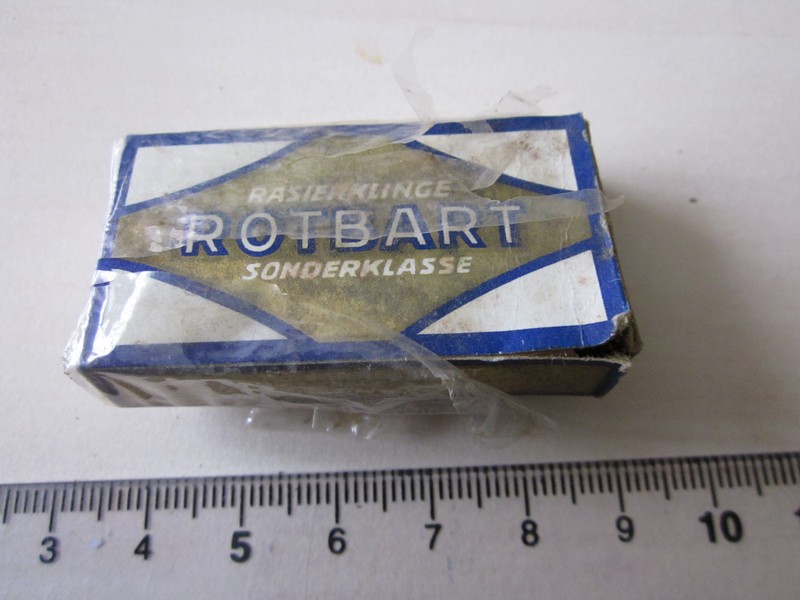 RASIERKLINGE
ROTBART
SONDERKLASSE
3 4 5 6 7 8 9 10